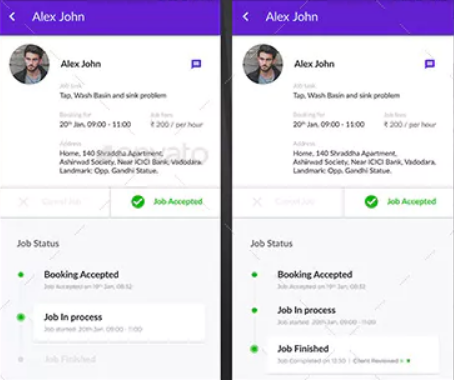 Alex John
Alex John
Job task
Tap, Wash Basin and sink problem
Booking for
Job fees
20th Jan, 09:00 - 11:00
₹ 200 / per hour
Address
Home, 140 Shraddha Apartment,
Ashirvad Society, Near ICICI Bank, Vadodara.
Landmark: Opp. Gandhi Statue.
Cancel Job
Job Accepted
Job Status
Booking Accepted
Job Accepted on 19th Jan, 08:32
Job In process
Job started: 20th Jan, 09:00 - 11:00
Job Finished
Alex John
Alex John
Job task
Tap, Wash Basin and sink problem
Booking for
Job fees
20th Jan, 09:00 - 11:00
₹ 200 / per hour
Address
Home, 140 Shraddha Apartment,
Ashirvad Society, Near ICICI Bank, Vadodara.
Landmark: Opp. Gandhi Statue.
Cancel Job
Job Accepted
Job Status
Booking Accepted
Job Accepted on 19th Jan, 08:32
Job In process
Job started: 20th Jan, 09:00 - 11:00
Job Finished
Job Completed on 12:30 | Client Reviewed
envato